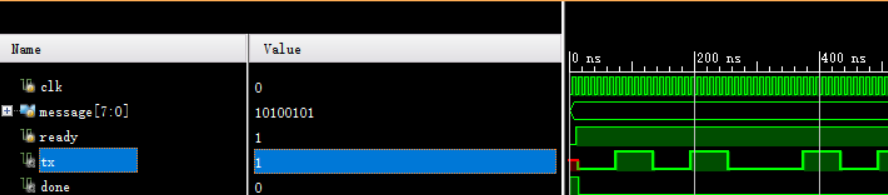 Name Value
0 ns 200 ns 400 ns
clk 0
message[7:0] 10100101
ready 1
tx 1
done 0